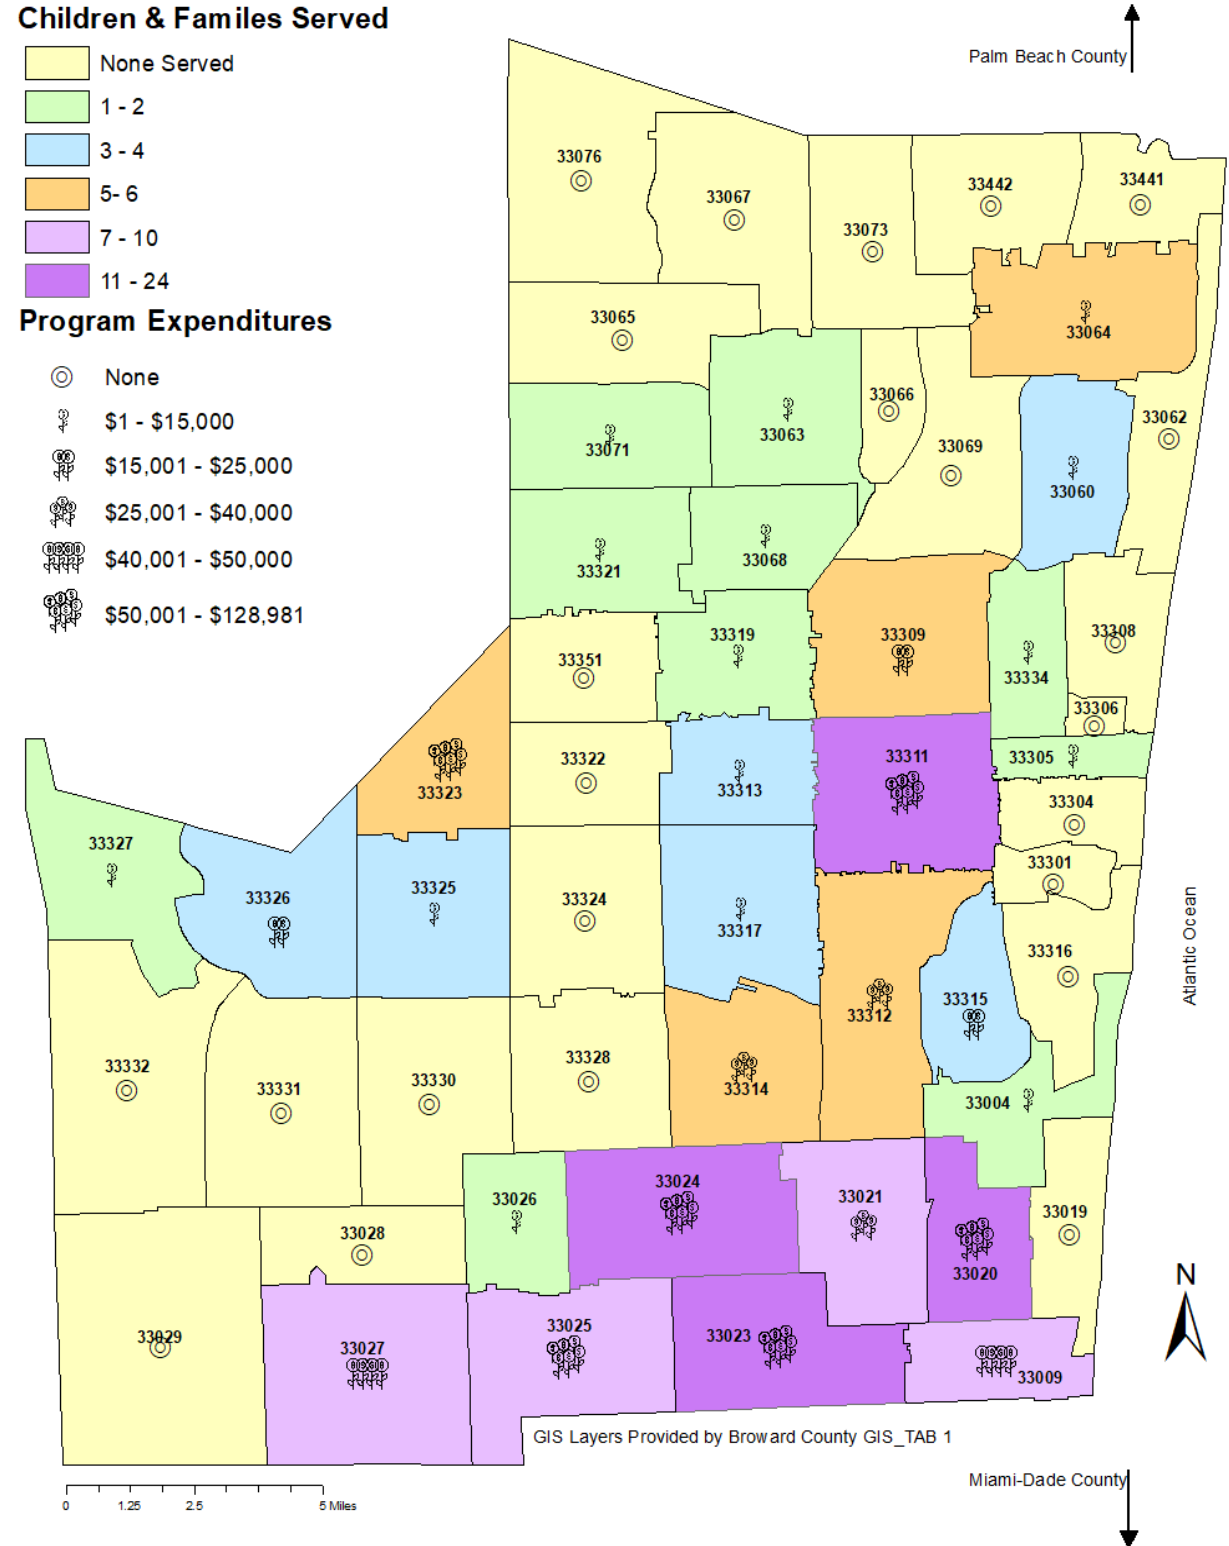 Children & Familes Served
None Served
1 - 2
3 - 4
5- 6
7 - 10
11 - 24
Program Expenditures
None
$1 - $15,000
$15,001 - $25,000
$25,001 - $40,000
$40,001 - $50,000
$50,001 - $128,981
Palm Beach County
33076
33067
33073
33442
33441
33065
33064
33071
33063
33066
33069
33062
33060
33321
33068
33351
33319
33309
33334
33308
33306
33323
33322
33313
33311
33305
33304
33327
33326
33325
33324
33317
33301
33316
33312
33315
Atlantic Ocean
33332
33331
33330
33328
33314
33004
33026
33024
33021
33020
33019
33028
33029
33027
33025
33023
33009
N
GIS Layers Provided by Broward County GIS_TAB 1
Miami-Dade County
0 1.25 2.5 5 Miles